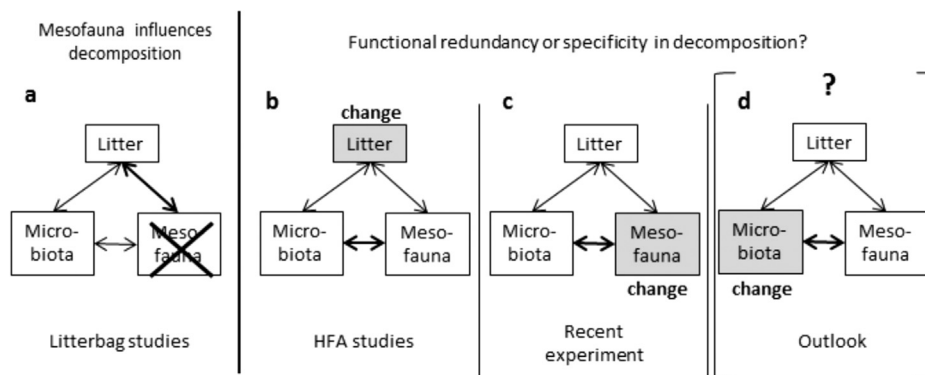 Mesofauna influences
decomposition
Functional redundancy or specificity in decomposition?
a
Litter
Micro-
biota
Meso-
fauna
Litterbag studies
b
change
Litter
Micro-
biota
Meso-
fauna
HFA studies
c
Litter
Micro-
biota
Meso-
fauna
change
Recent
experiment
d
?
Litter
Micro-
biota
Meso-
fauna
change
Outlook